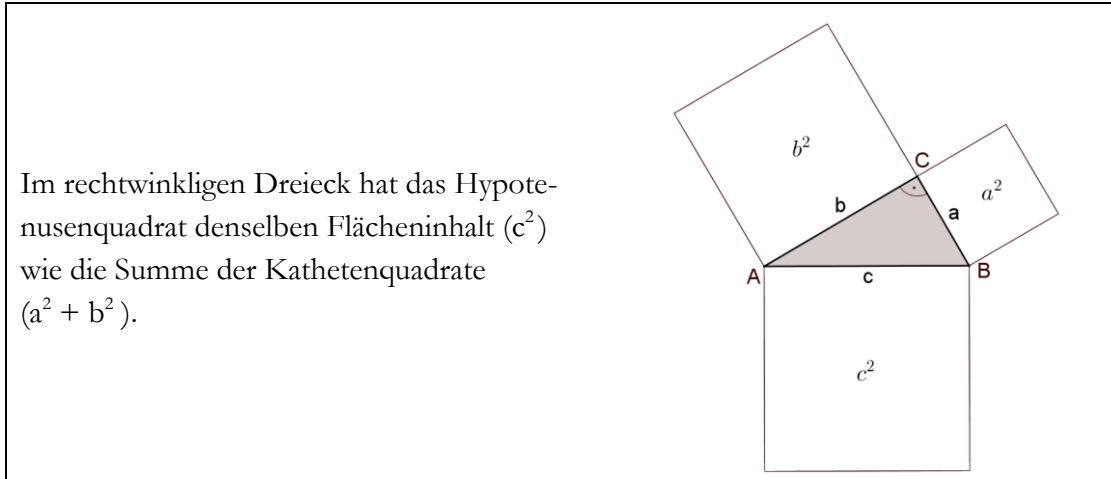 Im rechtwinkligen Dreieck hat das Hypote-
nusenquadrat denselben Flächeninhalt (c²)
wie die Summe der Kathetenquadrate
(a² + b² ).
b²
C
a²
b
a
A
B
c
c²